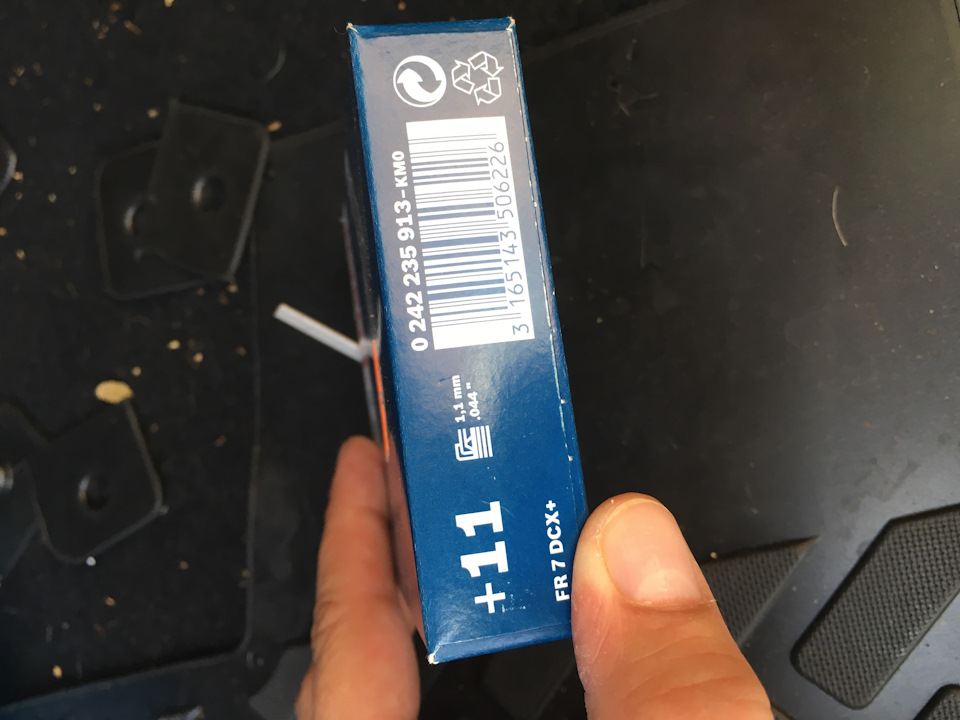 0 242 235 913-KM0
3 165143 506226
1,1 mm
.044"
+11
FR 7 DCX+